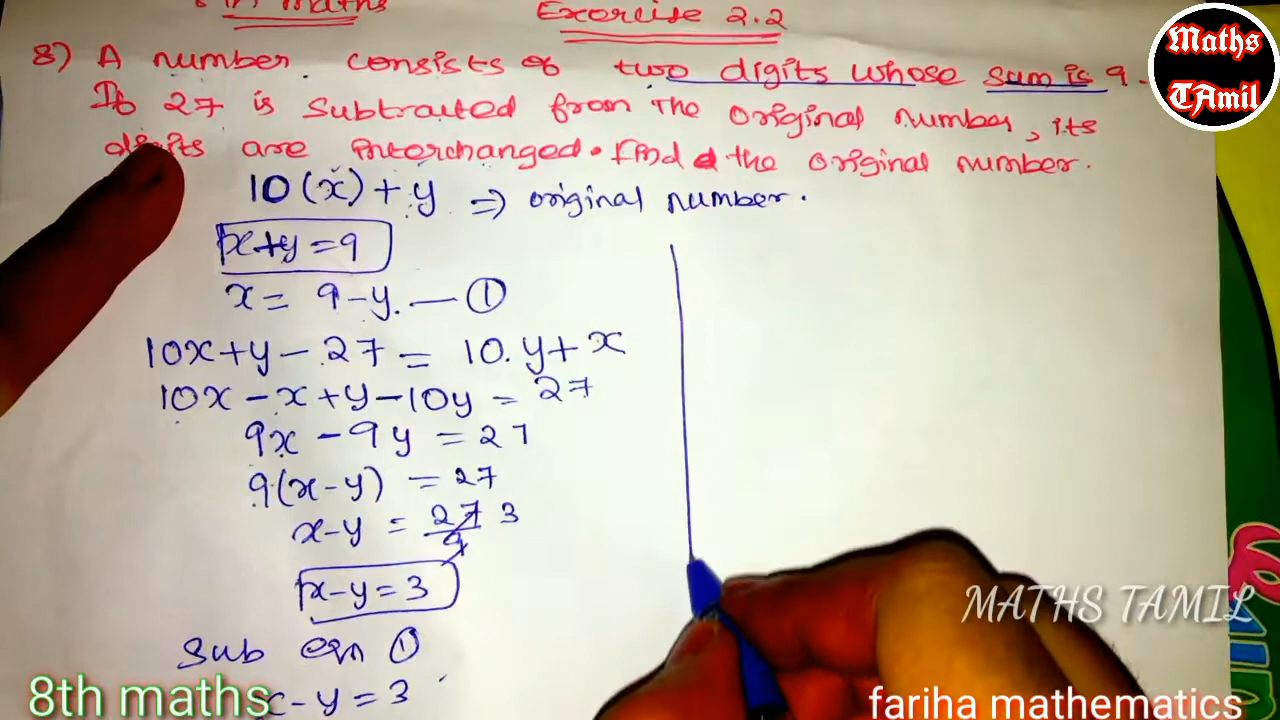 8th maths
Exercise 2.2
8) A number consists of two digits whose sum is 9.
If 27 is subtracted from the original number, its
digits are interchanged. Find the original number.
10(x)+y ⇒ original number.
x+y=9
x = 9-y. — ①
10x+y-27 = 10.y+x
10x-x+y-10y = 27
9x-9y = 27
9(x-y) = 27
x-y = 27/9 3
x-y=3
Sub eqn ①
x-y=3
Maths
TAmil
MATHS TAMIL
8th maths
fariha mathematics